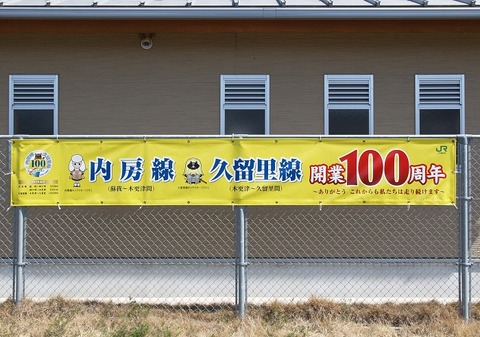 内房線
(蘇我~木更津間)
久留里線
(木更津~久留里間)
開業100周年
~ありがとう これからも私たちは走り続けます~
JR
100